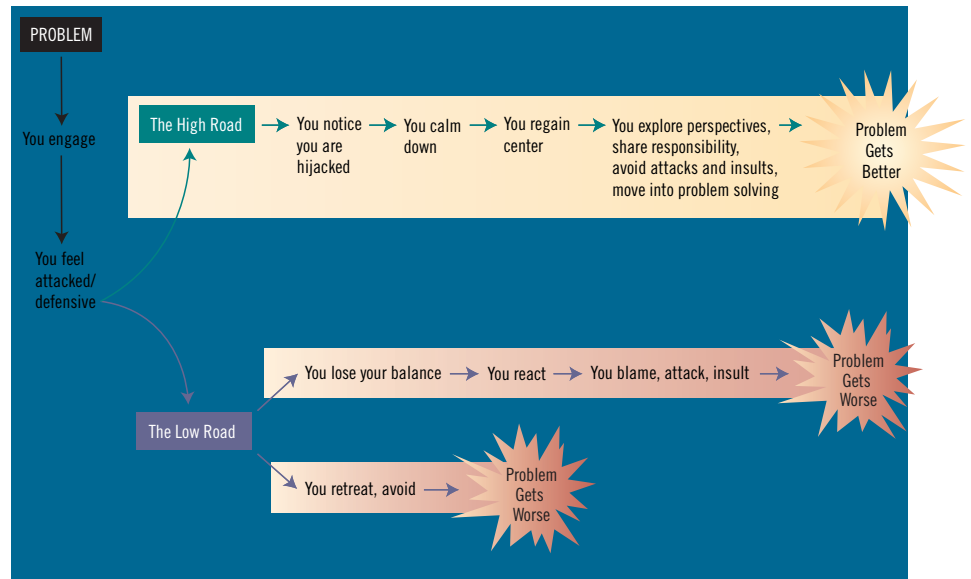 PROBLEM
You engage
You feel
attacked/
defensive
The High Road
You notice
you are
hijacked
You calm
down
You regain
center
You explore perspectives,
share responsibility,
avoid attacks and insults,
move into problem solving
Problem
Gets
Better
The Low Road
You lose your balance
You react
You blame, attack, insult
Problem
Gets
Worse
You retreat, avoid
Problem
Gets
Worse